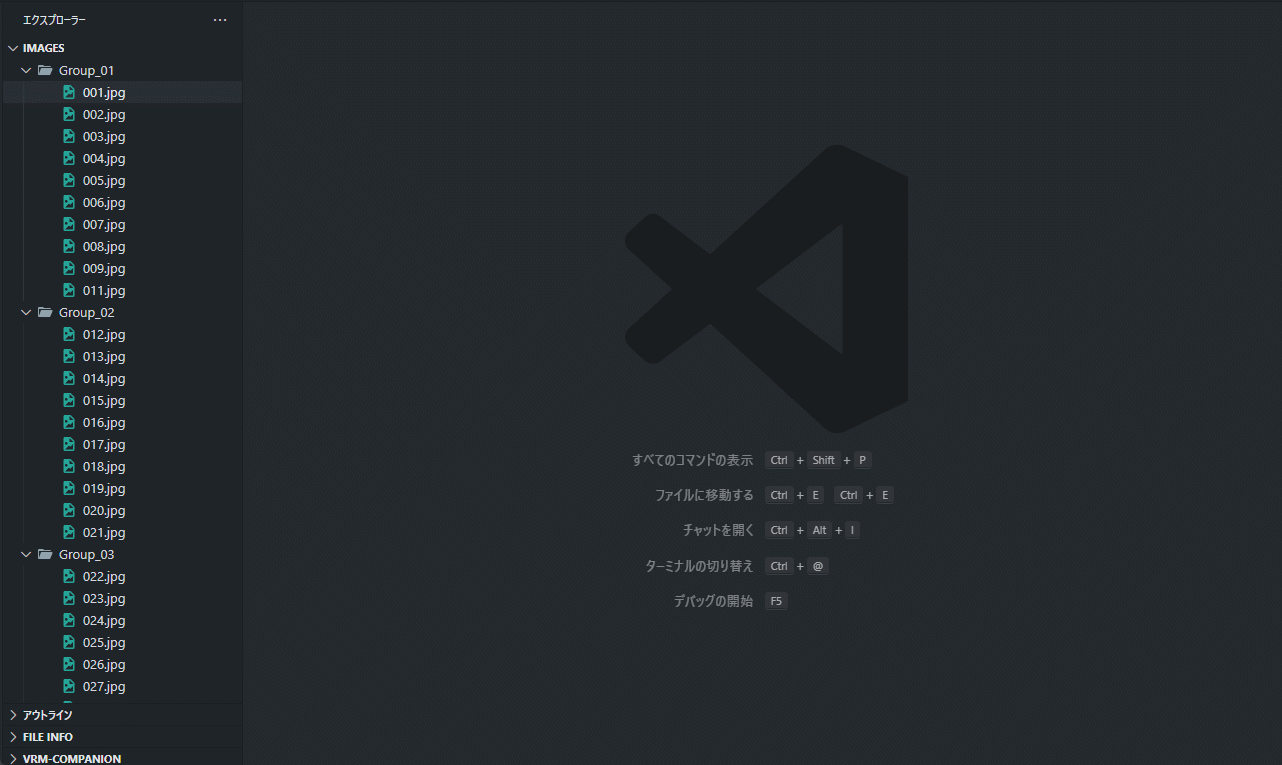 エクスプローラー ···
IMAGES
Group_01
001.jpg
002.jpg
003.jpg
004.jpg
005.jpg
006.jpg
007.jpg
008.jpg
009.jpg
011.jpg
Group_02
012.jpg
013.jpg
014.jpg
015.jpg
016.jpg
017.jpg
018.jpg
019.jpg
020.jpg
021.jpg
Group_03
022.jpg
023.jpg
024.jpg
025.jpg
026.jpg
027.jpg
アウトライン
FILE INFO
VRM-COMPANION
すべてのコマンドの表示 Ctrl + Shift + P
ファイルに移動する Ctrl + E Ctrl + E
チャットを開く Ctrl + Alt + I
ターミナルの切り替え Ctrl + @
デバッグの開始 F5